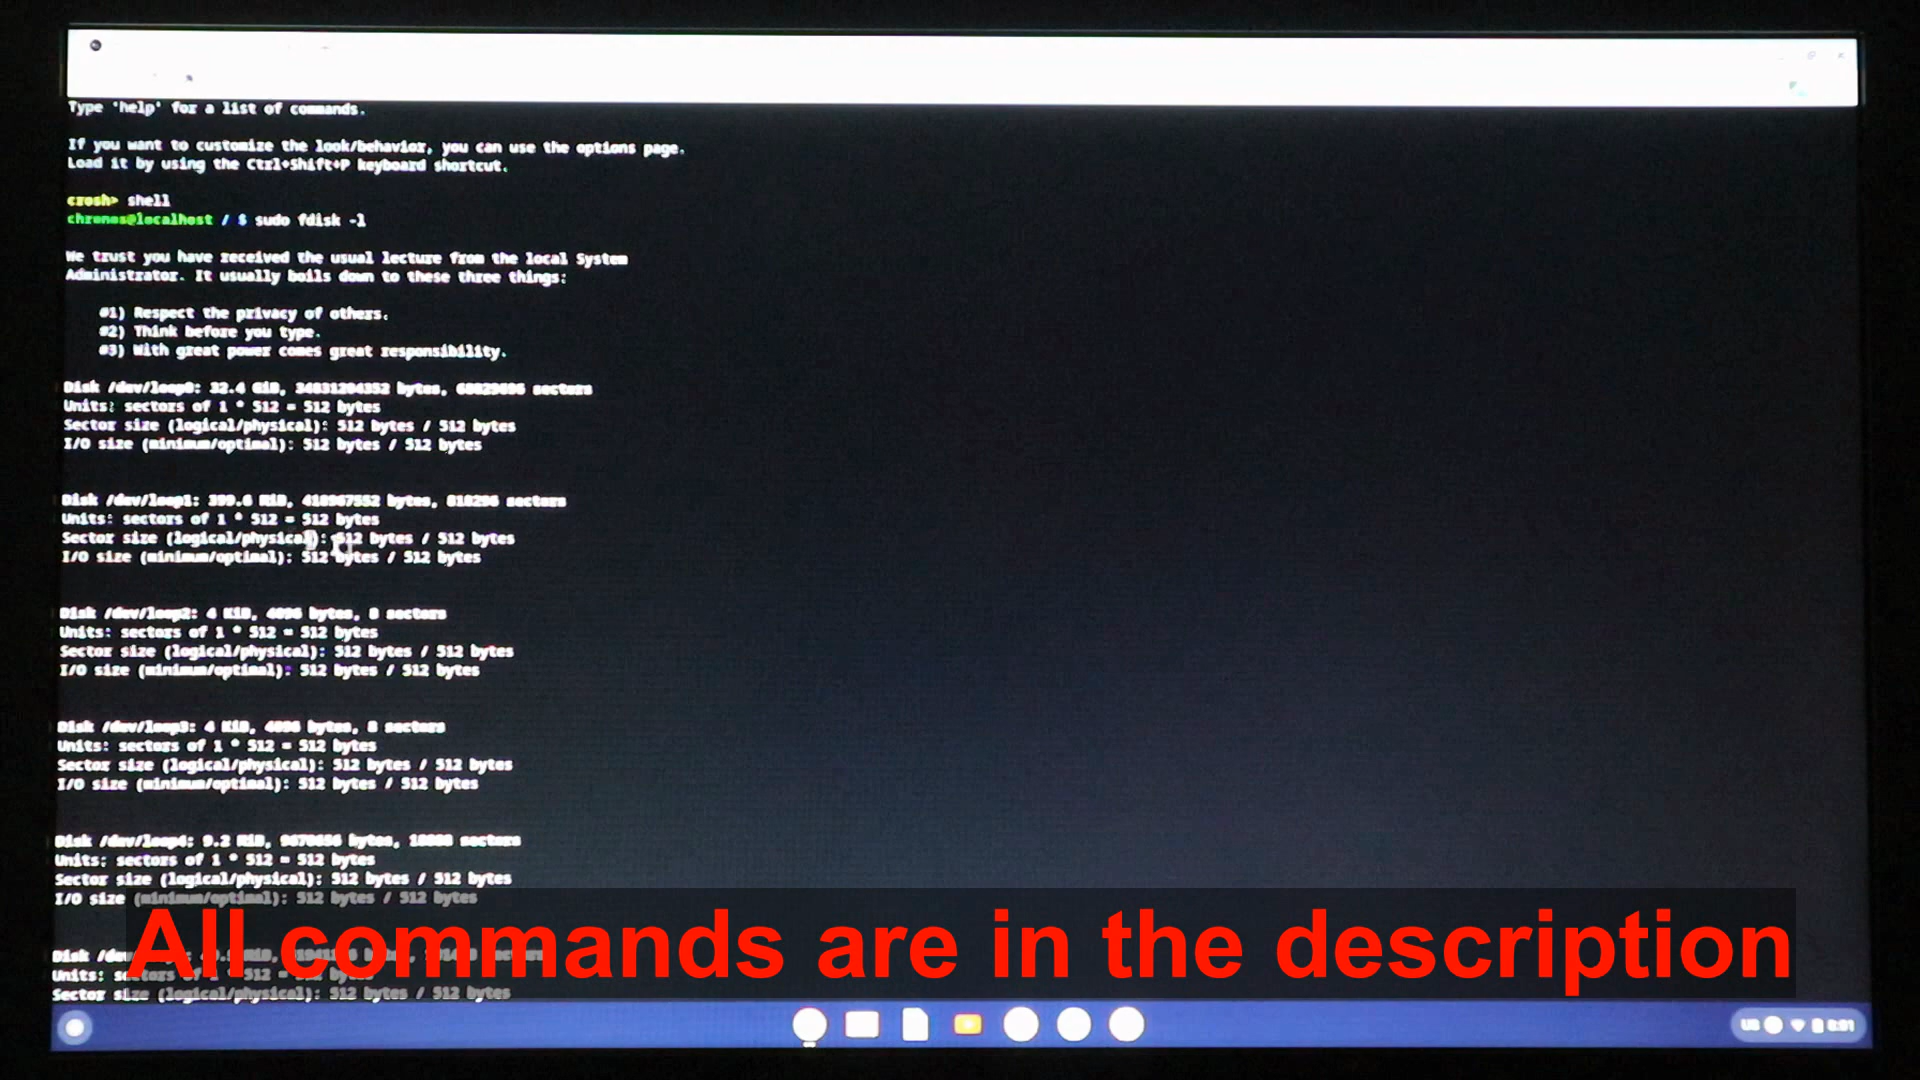 Type 'help' for a list of commands.
If you want to customize the look/behavior, you can use the options page.
Load it by using the Ctrl+Shift+P keyboard shortcut.
crosh> shell
chronos@localhost / $ sudo fdisk -l
We trust you have received the usual lecture from the local System
Administrator. It usually boils down to these three things:
#1) Respect the privacy of others.
#2) Think before you type.
#3) With great power comes great responsibility.
Disk /dev/loop0: 32.4 GiB, 34831204352 bytes, sectors
Units: sectors of 1 * 512 = 512 bytes
Sector size (logical/physical): 512 bytes / 512 bytes
I/O size (minimum/optimal): 512 bytes / 512 bytes
Disk /dev/loop1: 399.6 MiB, 418967552 bytes, 818296 sectors
Units: sectors of 1 * 512 = 512 bytes
Sector size (logical/physical): 512 bytes / 512 bytes
I/O size (minimum/optimal): 512 bytes / 512 bytes
Disk /dev/loop2: 4 KiB, 4096 bytes, 8 sectors
Units: sectors of 1 * 512 = 512 bytes
Sector size (logical/physical): 512 bytes / 512 bytes
I/O size (minimum/optimal): 512 bytes / 512 bytes
Disk /dev/loop3: 4 KiB, 4096 bytes, 8 sectors
Units: sectors of 1 * 512 = 512 bytes
Sector size (logical/physical): 512 bytes / 512 bytes
I/O size (minimum/optimal): 512 bytes / 512 bytes
Disk /dev/loop4: 9.2 MiB, bytes, sectors
Units: sectors of 1 * 512 = 512 bytes
Sector size (logical/physical): 512 bytes / 512 bytes
I/O size (minimum/optimal): 512 bytes / 512 bytes
All commands are in the description
Disk
Units: 512 =
Sector size (logical/physical): 512 bytes / 512 bytes
US 8:01